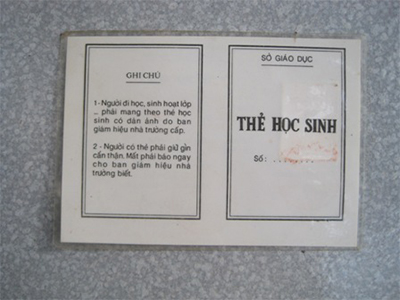 GHI CHÚ
1 - Người đi học, sinh hoạt lớp
... phải mang theo thẻ học
sinh có dán ảnh do ban
giám hiệu nhà trường cấp.
2 - Người có thẻ phải giữ gìn
cẩn thận. Mất phải báo ngay
cho ban giám hiệu nhà
trường biết.
SỞ GIÁO DỤC
THẺ HỌC SINH
Số: .........